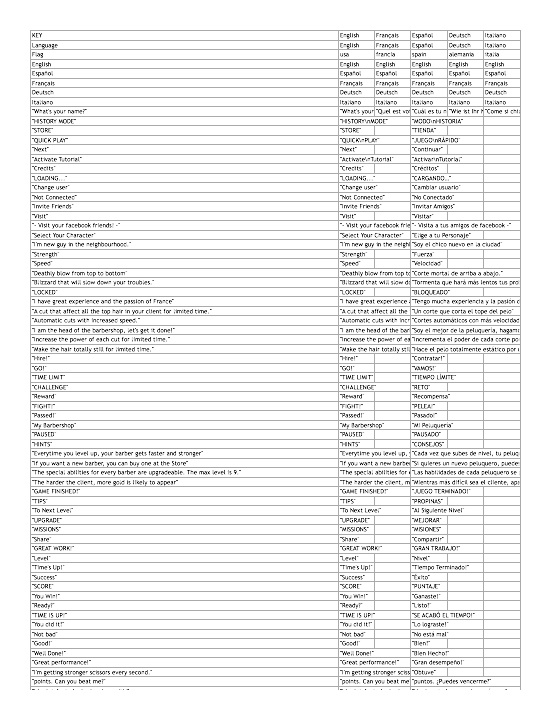 KEY English Français Español Deutsch Italiano
Language English Français Español Deutsch Italiano
Flag usa francia spain alemania italia
English English English English English English
Español Español Español Español Español Español
Français Français Français Français Français Français
Deutsch Deutsch Deutsch Deutsch Deutsch Deutsch
Italiano Italiano Italiano Italiano Italiano Italiano
"What's your name?" "What's your "Quel est vo "Cuál es tu n "Wie ist Ihr N "Come si chi
"HISTORY MODE" "HISTORY\nMODE" "MODO\nHISTORIA"
"STORE" "STORE" "TIENDA"
"QUICK PLAY" "QUICK\nPLAY" "JUEGO\nRÁPIDO"
"Next" "Next" "Continuar"
"Activate Tutorial" "Activate\nTutorial" "Activar\nTutorial"
"Credits" "Credits" "Créditos"
"LOADING..." "LOADING..." "CARGANDO..."
"Change user" "Change user" "Cambiar usuario"
"Not Connected" "Not Connected" "No Conectado"
"Invite Friends" "Invite Friends" "Invitar Amigos"
"Visit" "Visit" "Visitar"
"- Visit your facebook friends! -" "- Visit your facebook frie "- Visita a tus amigos de facebook -"
"Select Your Character" "Select Your Character" "Elige a tu Personaje"
"I'm new guy in the neighbourhood." "I'm new guy in the neighl "Soy el chico nuevo en la ciudad"
"Strength" "Strength" "Fuerza"
"Speed" "Speed" "Velocidad"
"Deathly blow from top to bottom" "Deathly blow from top to "Corte mortal de arriba a abajo."
"Blizzard that will slow down your troubles." "Blizzard that will slow do "Tormenta que hará más lentos tus pro
"LOCKED" "LOCKED" "BLOQUEADO"
"I have great experience and the passion of France" "I have great experience a "Tengo mucha experiencia y la pasión d
"A cut that affect all the top hair in your client for limited time." "A cut that affect all the "Un corte que corta el tope del pelo"
"Automatic cuts with increased speed." "Automatic cuts with incr "Cortes automáticos con más velocidad
"I am the head of the barbershop, let's get it done!" "I am the head of the bar "Soy el mejor de la peluquería, hagam
"Increase the power of each cut for limited time." "Increase the power of ea "Incrementa el poder de cada corte po
"Make the hair totally still for limited time." "Make the hair totally stil "Hace el pelo totalmente estático por
"Hire!" "Hire!" "Contratar!"
"GO!" "GO!" "VAMOS!"
"TIME LIMIT" "TIME LIMIT" "TIEMPO LÍMITE"
"CHALLENGE" "CHALLENGE" "RETO"
"Reward" "Reward" "Recompensa"
"FIGHT!" "FIGHT!" "PELEA!"
"Passed!" "Passed!" "Pasado!"
"My Barbershop" "My Barbershop" "Mi Peluquería"
"PAUSED" "PAUSED" "PAUSADO"
"HINTS" "HINTS" "CONSEJOS"
"Everytime you level up, your barber gets faster and stronger" "Everytime you level up, "Cada vez que subes de nivel, tu peluq
"If you want a new barber, you can buy one at the Store" "If you want a new barber "Si quieres un nuevo peluquero, puede
"The special abilities for every barber are upgradeable. The max level is 9." "The special abilities for "Las habilidades de cada peluquero se
"The harder the client, more gold is likely to appear" "The harder the client, m "Mientras más difícil sea el cliente, apa
"GAME FINISHED!" "GAME FINISHED!" "JUEGO TERMINADO!"
"TIPS" "TIPS" "PROPINAS"
"To Next Level" "To Next Level" "Al Siguiente Nivel"
"UPGRADE" "UPGRADE" "MEJORAR"
"MISSIONS" "MISSIONS" "MISIONES"
"Share" "Share" "Compartir"
"GREAT WORK!" "GREAT WORK!" "GRAN TRABAJO!"
"Level" "Level" "Nivel"
"Time's Up!" "Time's Up!" "Tiempo Terminado!"
"Success" "Success" "Éxito"
"SCORE" "SCORE" "PUNTAJE"
"You Win!" "You Win!" "Ganaste!"
"Ready!" "Ready!" "Listo!"
"TIME IS UP!" "TIME IS UP!" "SE ACABÓ EL TIEMPO!"
"You did it!" "You did it!" "Lo lograste!"
"Not bad" "Not bad" "No está mal"
"Good!" "Good!" "Bien!"
"Well Done!" "Well Done!" "Bien Hecho!"
"Great performance!" "Great performance!" "Gran desempeño!"
"I'm getting stronger scissors every second." "I'm getting stronger sciss "Obtuve"
"points. Can you beat me?" "points. Can you beat me "puntos. ¿Puedes vencerme?"